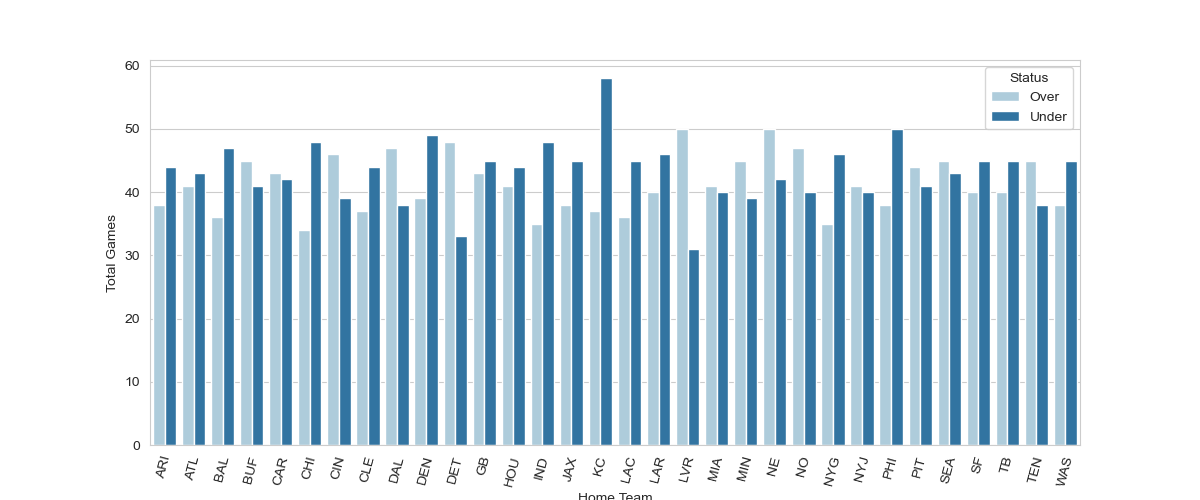 60
50
40
30
20
10
0
Total Games
Status
Over
Under
ARI ATL BAL BUF CAR CHI CIN CLE DAL DEN DET GB HOU IND JAX KC LAC LAR LVR MIA MIN NE NO NYG NYJ PHI PIT SEA SF TB TEN WAS
Home Team